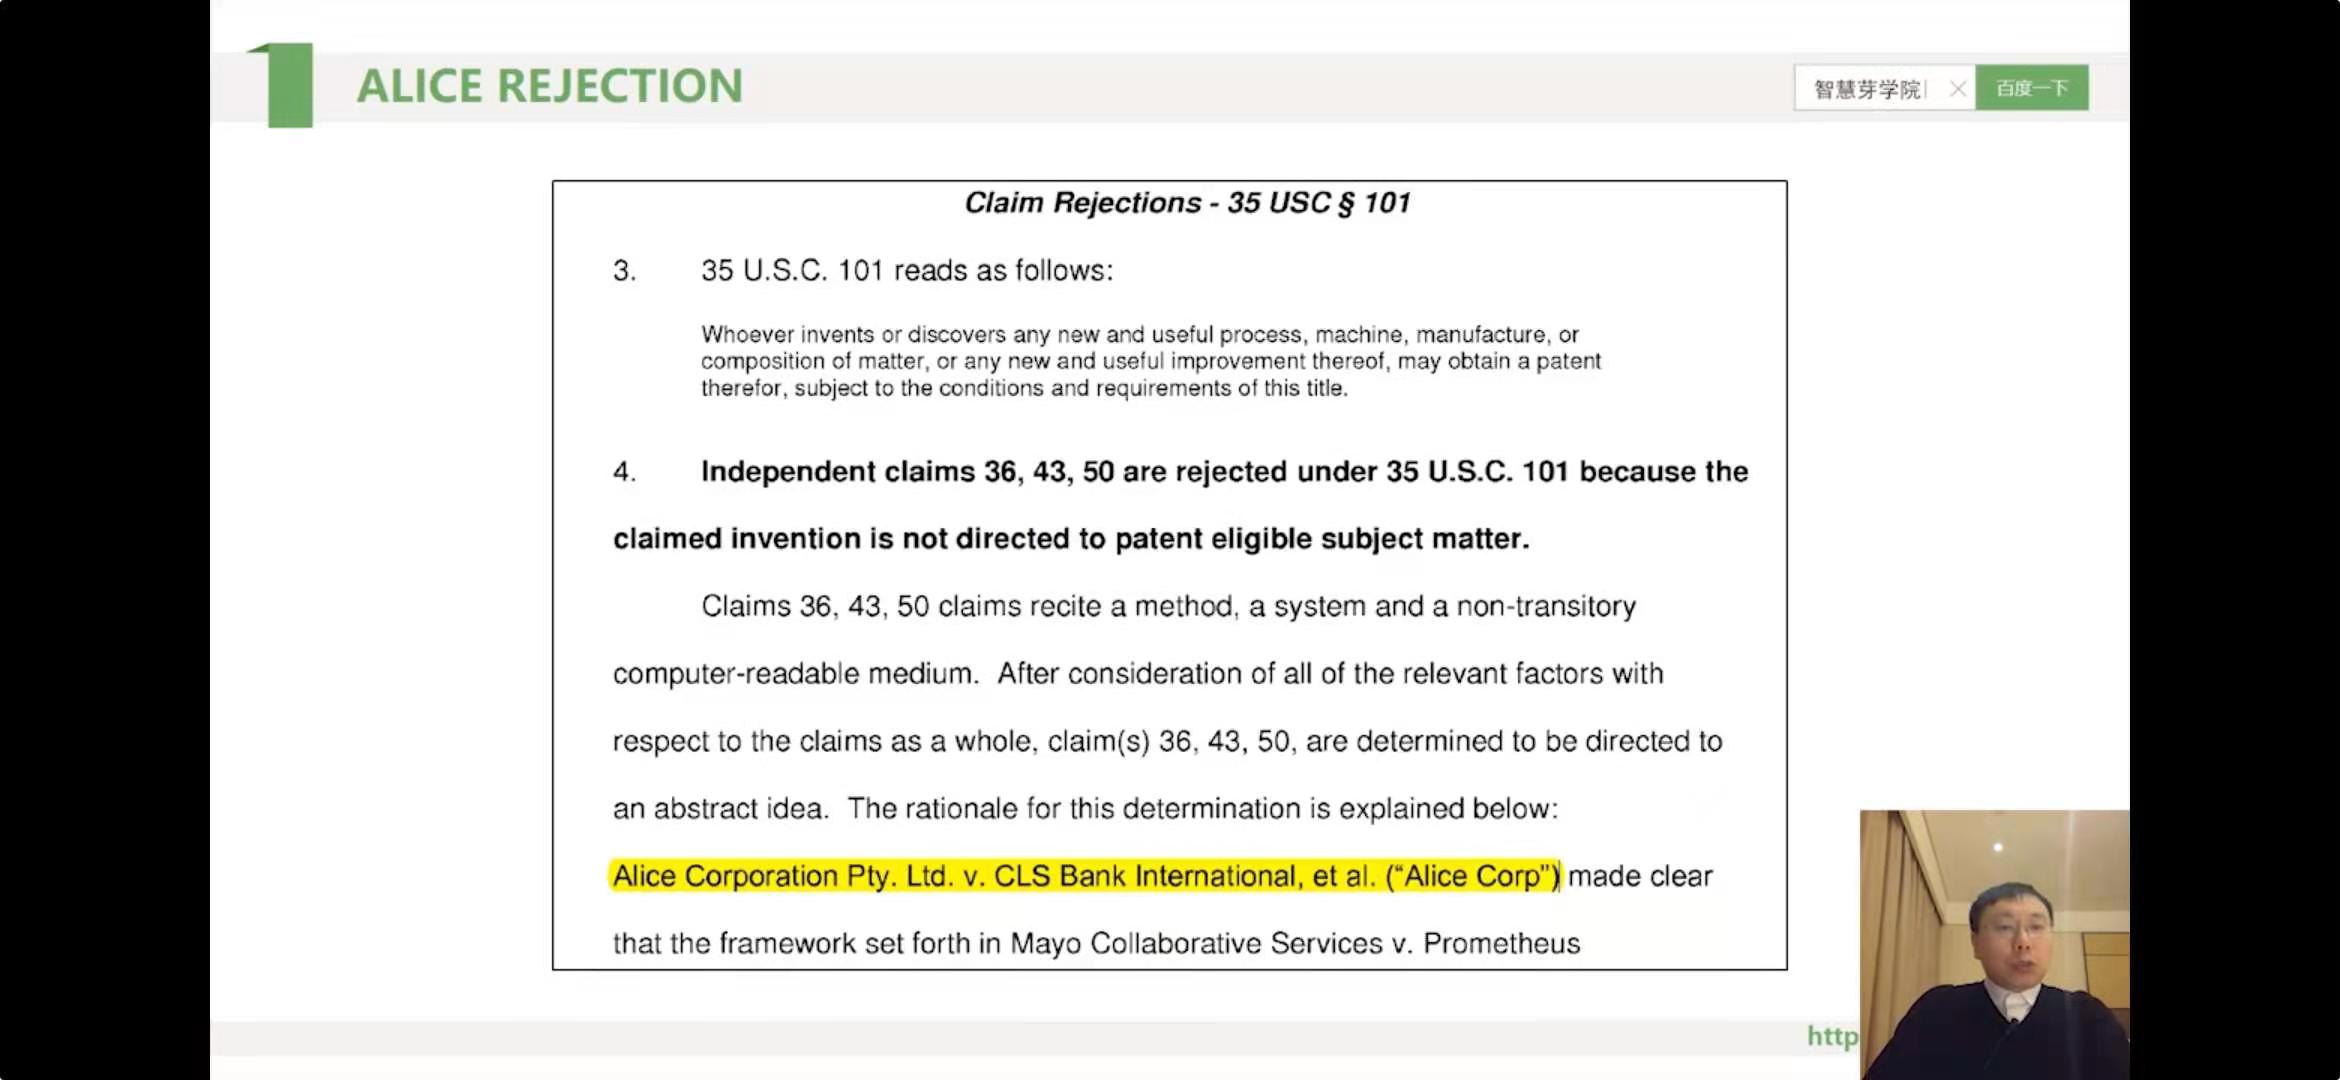 ALICE REJECTION
智慧芽学院
百度一下
Claim Rejections - 35 USC § 101
3. 35 U.S.C. 101 reads as follows:
Whoever invents or discovers any new and useful process, machine, manufacture, or
composition of matter, or any new and useful improvement thereof, may obtain a patent
therefor, subject to the conditions and requirements of this title.
4. Independent claims 36, 43, 50 are rejected under 35 U.S.C. 101 because the
claimed invention is not directed to patent eligible subject matter.
Claims 36, 43, 50 claims recite a method, a system and a non-transitory
computer-readable medium. After consideration of all of the relevant factors with
respect to the claims as a whole, claim(s) 36, 43, 50, are determined to be directed to
an abstract idea. The rationale for this determination is explained below:
Alice Corporation Pty. Ltd. v. CLS Bank International, et al. (“Alice Corp”) made clear
that the framework set forth in Mayo Collaborative Services v. Prometheus
http